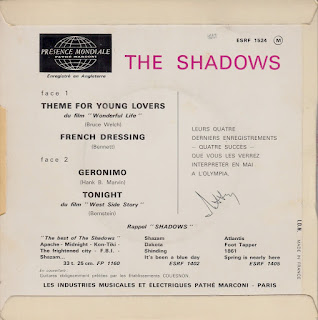 ESRF 1524 M
PRÉSENCE MONDIALE
PATHÉ MARCONI
Enregistré en Angleterre
THE SHADOWS
face 1
THEME FOR YOUNG LOVERS
du film "Wonderful Life"
(Bruce Welch)
FRENCH DRESSING
(Bennett)
face 2
GERONIMO
(Hank B. Marvin)
TONIGHT
du film "West Side Story"
(Bernstein)
LEURS QUATRE
DERNIERS ENREGISTREMENTS
— QUATRE SUCCÈS —
QUE VOUS LES VERREZ
INTERPRETER EN MAI
A L'OLYMPIA.
Rappel "SHADOWS"
"The best of The Shadows"
Apache - Midnight - Kon-Tiki -
The frightened city - F.B.I. -
Shazam...
33 t. 25 cm. FP 1160
Shazam
Dakota
Shinding
It's been a blue day
ESRF 1402
Atlantis
Foot Tapper
1861
Spring is nearly here
ESRF 1405
LES INDUSTRIES MUSICALES ET ELECTRIQUES PATHÉ MARCONI - PARIS
MADE IN FRANCE